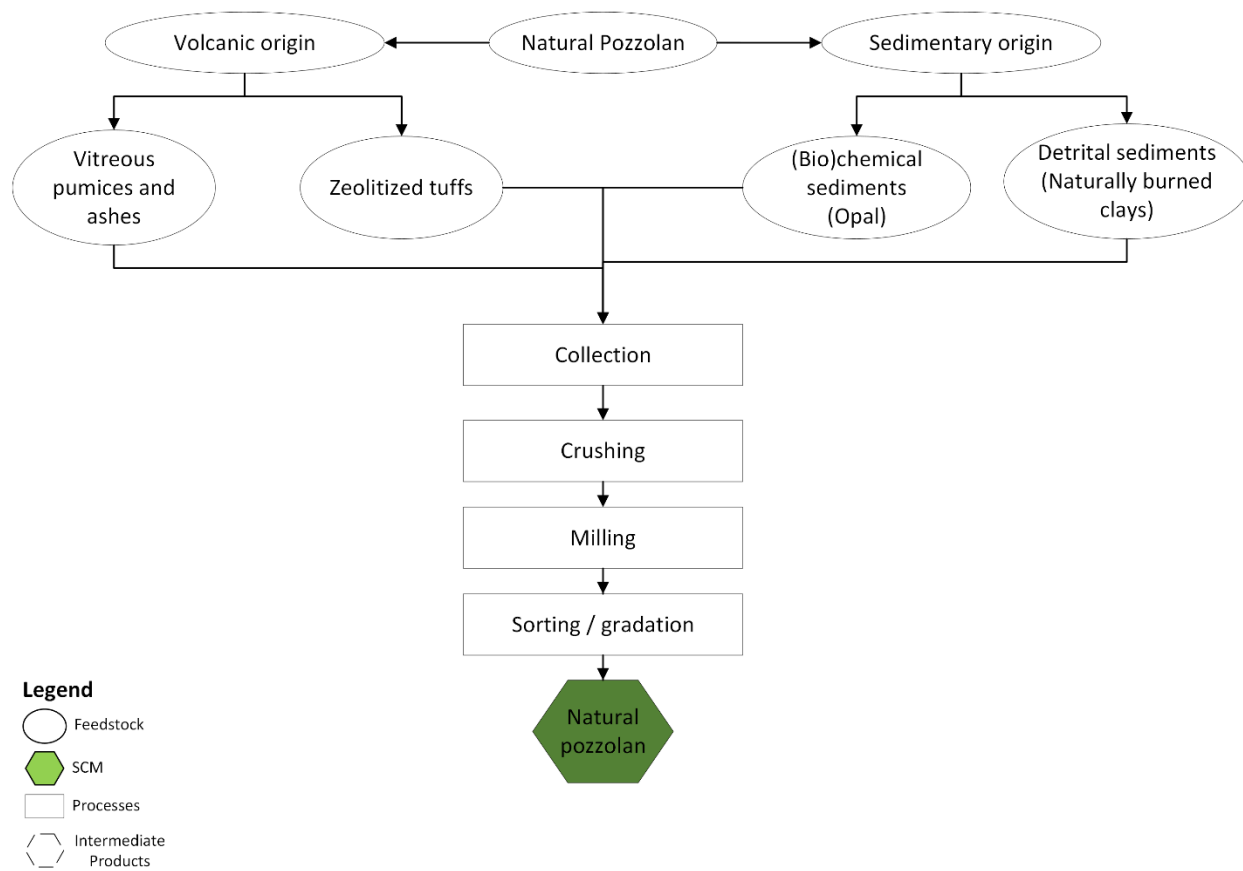 Volcanic origin
Natural Pozzolan
Sedimentary origin
Vitreous
pumices and
ashes
Zeolitized tuffs
(Bio)chemical
sediments
(Opal)
Detrital sediments
(Naturally burned
clays)
Collection
Crushing
Milling
Sorting / gradation
Natural
pozzolan
Legend
Feedstock
SCM
Processes
Intermediate
Products